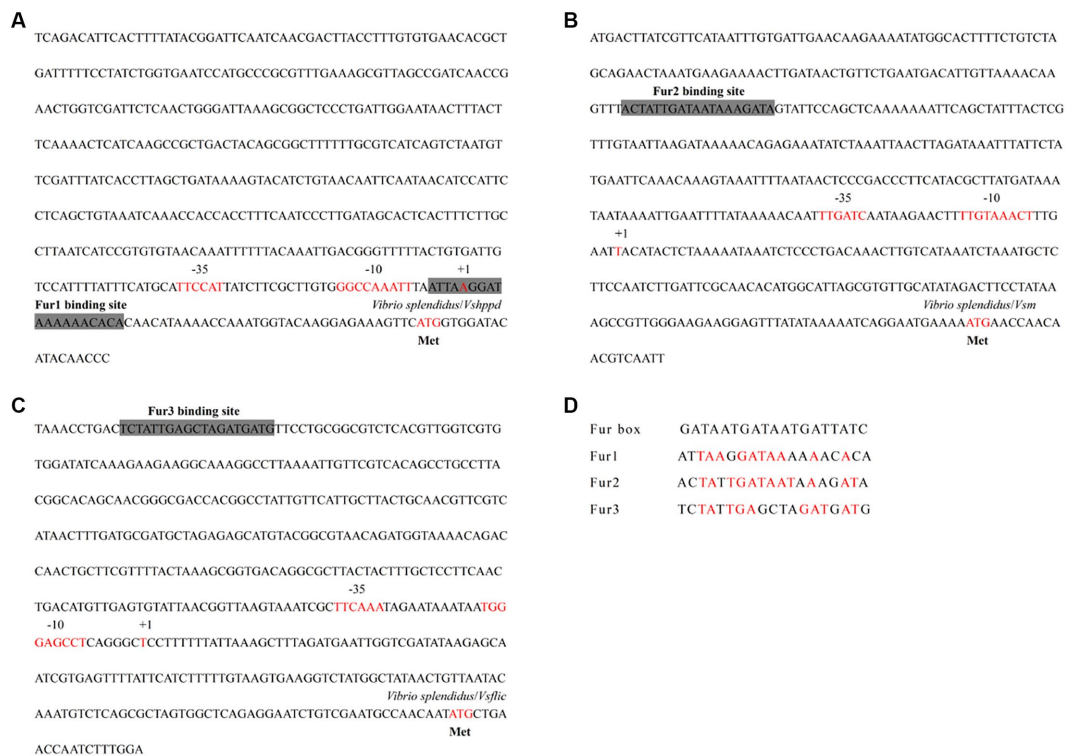 A
TCAGACATTCACTTTTATACGGATTCAATCAACGACTTACCTTTGTGTGAACACGCT
GATTTTTCCTATCTGGTGAATCCATGCCCGCGTTTGAAAGCGTTAGCCGATCAACCG
AACTGGTCGATTCTCAACTGGGATTAAAGCGGCTCCCTGATTGGAATAACTTTACT
TCAAAACTCATCAAGCCGCTGACTACAGCGGCTTTTTTGCGTCATCAGTCTAATGT
TCGATTTATCACCTTAGCTGATAAAAGTACATCTGTAACAATTCAATAACATCCATTC
CTCAGCTGTAAATCAAACCACCACCTTTCAATCCCTTGATAGCACTCACTTTCTTGC
CTTAATCATCCGTGTGTAACAAATTTTTTACAAATTGACGGGTTTTTACTGTGATTG
-35 -10 +1
TCCATTTTATTTCATGCATTCCATTATCTTCGCTTGTGGGCCAAATTTAATTAAGGAT
Fur1 binding site Vibrio splendidus/Vshppd
AAAAAACACACAACATAAAACCAAATGGTACAAGGAGAAAGTTCATGGTGGATAC
Met
ATACAACCC
B
ATGACTTATCGTTCATAATTTGTGATTGAACAAGAAAATATGGCACTTTTCTGTCTA
GCAGAACTAAATGAAGAAAACTTGATAACTGTTCTGAATGACATTGTTAAAACAA
Fur2 binding site
GTTTACTATTGATAATAAAGATAGTATTCCAGCTCAAAAAAATTCAGCTATTTACTCG
TTTGTAATTAAGATAAAAACAGAGAAATATCTAAATTAACTTAGATAAATTTATTCTA
TGAATTCAAACAAAGTAAATTTTAATAACTCCCGACCCTTCATACGCTTATGATAAA
-35 -10
TAATAAAATTGAATTTTATAAAAACAATTTGATCAATAAGAACTTTTGTAAACTTTTG
+1
AATTACATACTCTAAAAATAAATCTCCCTGACAAACTTGTCATAAATCTAAATGCTC
TTCCAATCTTGATTCGCAACACATGGCATTAGCGTGTTGCATATAGACTTCCTATAA
Vibrio splendidus/Vsm
AGCCGTTGGGAAGAAGGAGTTTATATAAAAATCAGGAATGAAAAATGAACCAACA
Met
ACGTCAATT
C
Fur3 binding site
TAAACCTGACTCTATTGAGCTAGATGATGTTCCTGCGGCGTCTCACGTTGGTCGTG
TGGATATCAAAGAAGAAGGCAAAGGCCTTAAAATTGTTCGTCACAGCCTGCCTTA
CGGCACAGCAACGGGCGACCACGGCCTATTGTTCATTGCTTACTGCAACGTTCGTC
ATAACTTTGATGCGATGCTAGAGAGCATGTACGGCGTAACAGATGGTAAAACAGAC
CAACTGCTTCGTTTTACTAAAGCGGTGACAGGCGCTTACTACTTTGCTCCTTCAAC
-35
TGACATGTTGAGTGTATTAACGGTTAAGTAAATCGCTTCAAATAGAATAAATAATGG
-10 +1
GAGCCTCAGGGCTCCTTTTTTATTAAAGCTTTAGATGAATTGGTCGATATAAGAGCA
ATCGTGAGTTTTATTCATCTTTTTGTAAGTGAAGGTCTATGGCTATAACTGTTAATAC
Vibrio splendidus/Vsflic
AAATGTCTCAGCGCTAGTGGCTCAGAGGAATCTGTCGAATGCCAACAATATGCTGA
Met
ACCAATCTTTGGA
D
Fur box GATAATGATAATGATTATC
Fur1 ATTAAGGATAAAAAACACA
Fur2 ACTATTGATAATAAAGATA
Fur3 TCTATTGAGCTAGATGATG